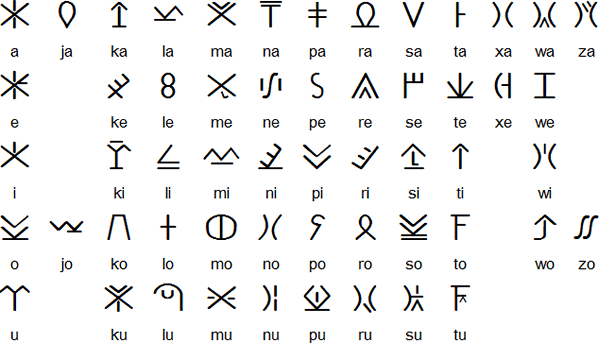 𐠀 𐠅 𐠊 𐠏 𐠔 𐠙 𐠞 𐠣 𐠨 𐠭 𐠷 𐠲 𐠼
a ja ka la ma na pa ra sa ta xa wa za
𐠁 𐠋 𐠐 𐠕 𐠚 𐠟 𐠤 𐠩 𐠮 𐠸 𐠳
e ke le me ne pe re se te xe we
𐠂 𐠌 𐠑 𐠖 𐠛 𐠠 𐠥 𐠪 𐠯 𐠴
i ki li mi ni pi ri si ti wi
𐠃 𐠈 𐠍 𐠒 𐠗 𐠜 𐠡 𐠦 𐠫 𐠰 𐠵 𐠿
o jo ko lo mo no po ro so to wo zo
𐠄 𐠎 𐠓 𐠘 𐠝 𐠢 𐠧 𐠬 𐠱
u ku lu mu nu pu ru su tu